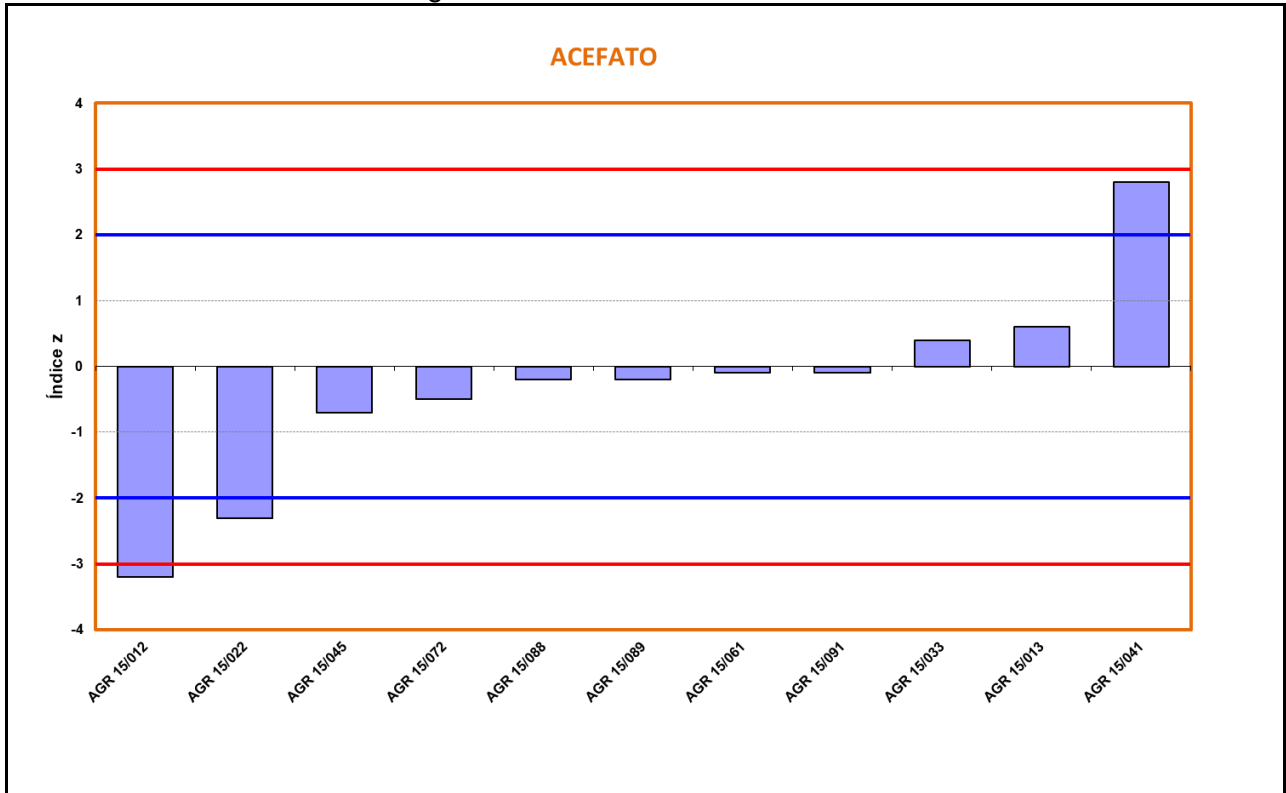 ACEFATO
4
3
2
1
0
-1
-2
-3
-4
Índice z
AGR 15/012
AGR 15/022
AGR 15/045
AGR 15/072
AGR 15/088
AGR 15/089
AGR 15/061
AGR 15/091
AGR 15/033
AGR 15/013
AGR 15/041